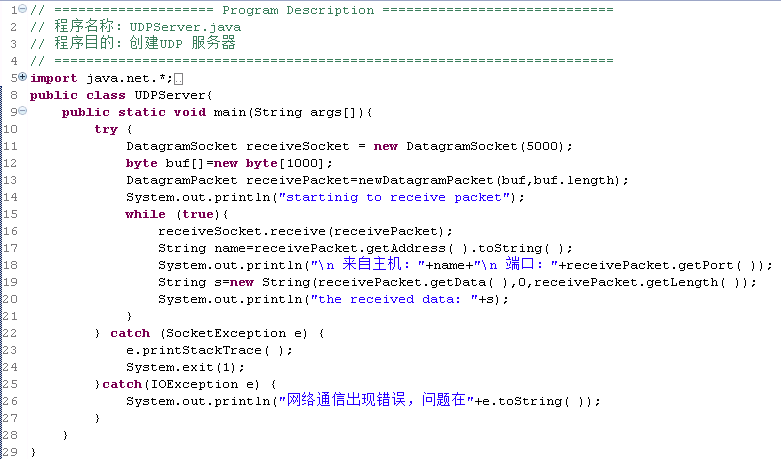 1 // ==================== Program Description =============================
2 // 程序名称：UDPServer.java
3 // 程序目的：创建UDP 服务器
4 // ======================================================================
5 import java.net.*;
8 public class UDPServer{
9     public static void main(String args[]){
10         try {
11             DatagramSocket receiveSocket = new DatagramSocket(5000);
12             byte buf[]=new byte[1000];
13             DatagramPacket receivePacket=newDatagramPacket(buf,buf.length);
14             System.out.println("startinig to receive packet");
15             while (true){
16                 receiveSocket.receive(receivePacket);
17                 String name=receivePacket.getAddress( ).toString( );
18                 System.out.println("\n 来自主机："+name+"\n 端口："+receivePacket.getPort( ));
19                 String s=new String(receivePacket.getData( ),0,receivePacket.getLength( ));
20                 System.out.println("the received data: "+s);
21             }
22         } catch (SocketException e) {
23             e.printStackTrace( );
24             System.exit(1);
25         }catch(IOException e) {
26             System.out.println("网络通信出现错误，问题在"+e.toString( ));
27         }
28     }
29 }